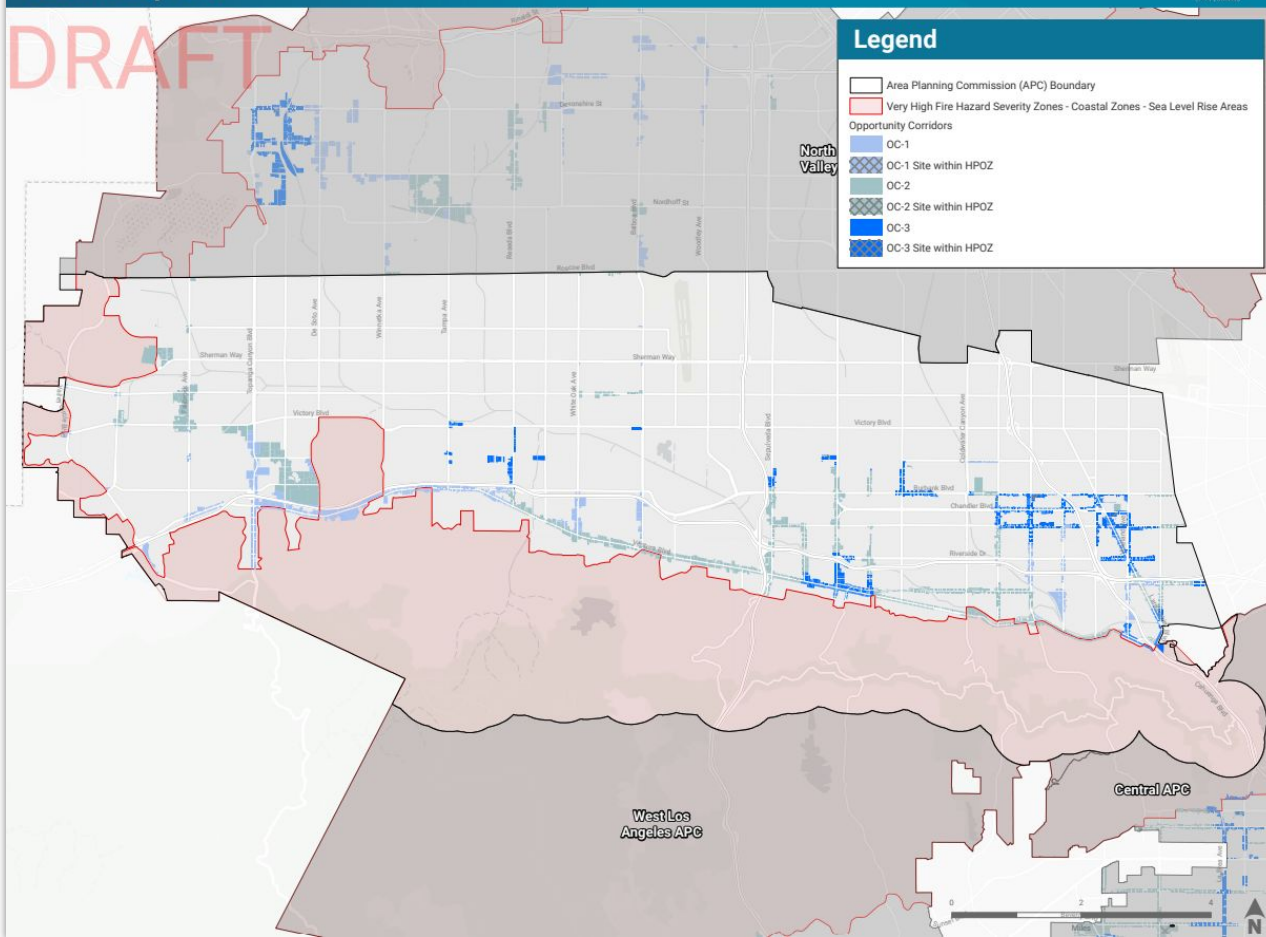 DRAFT
Legend
Area Planning Commission (APC) Boundary
Very High Fire Hazard Severity Zones - Coastal Zones - Sea Level Rise Areas
Opportunity Corridors
OC-1
OC-1 Site within HPOZ
OC-2
OC-2 Site within HPOZ
OC-3
OC-3 Site within HPOZ
North
Valley
Nordhoff St
Reseda Blvd
Balboa Blvd
Woodley Ave
Roscoe Blvd
De Soto Ave
Winnetka Ave
Tampa Ave
Topanga Canyon Blvd
Sherman Way
Sherman Way
Sherman Way
White Oak Ave
Victory Blvd
Victory Blvd
Sepulveda Blvd
Coldwater Canyon Ave
Burbank Blvd
Chandler Blvd
Riverside Dr
Cahuenga Blvd
West Los
Angeles APC
Central APC
La Brea Ave
0 2 4
Miles
N